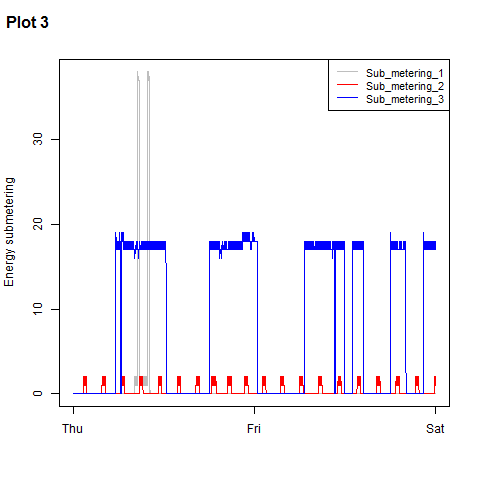 Plot 3
Sub_metering_1
Sub_metering_2
Sub_metering_3
Energy submetering
30
20
10
0
Thu
Fri
Sat